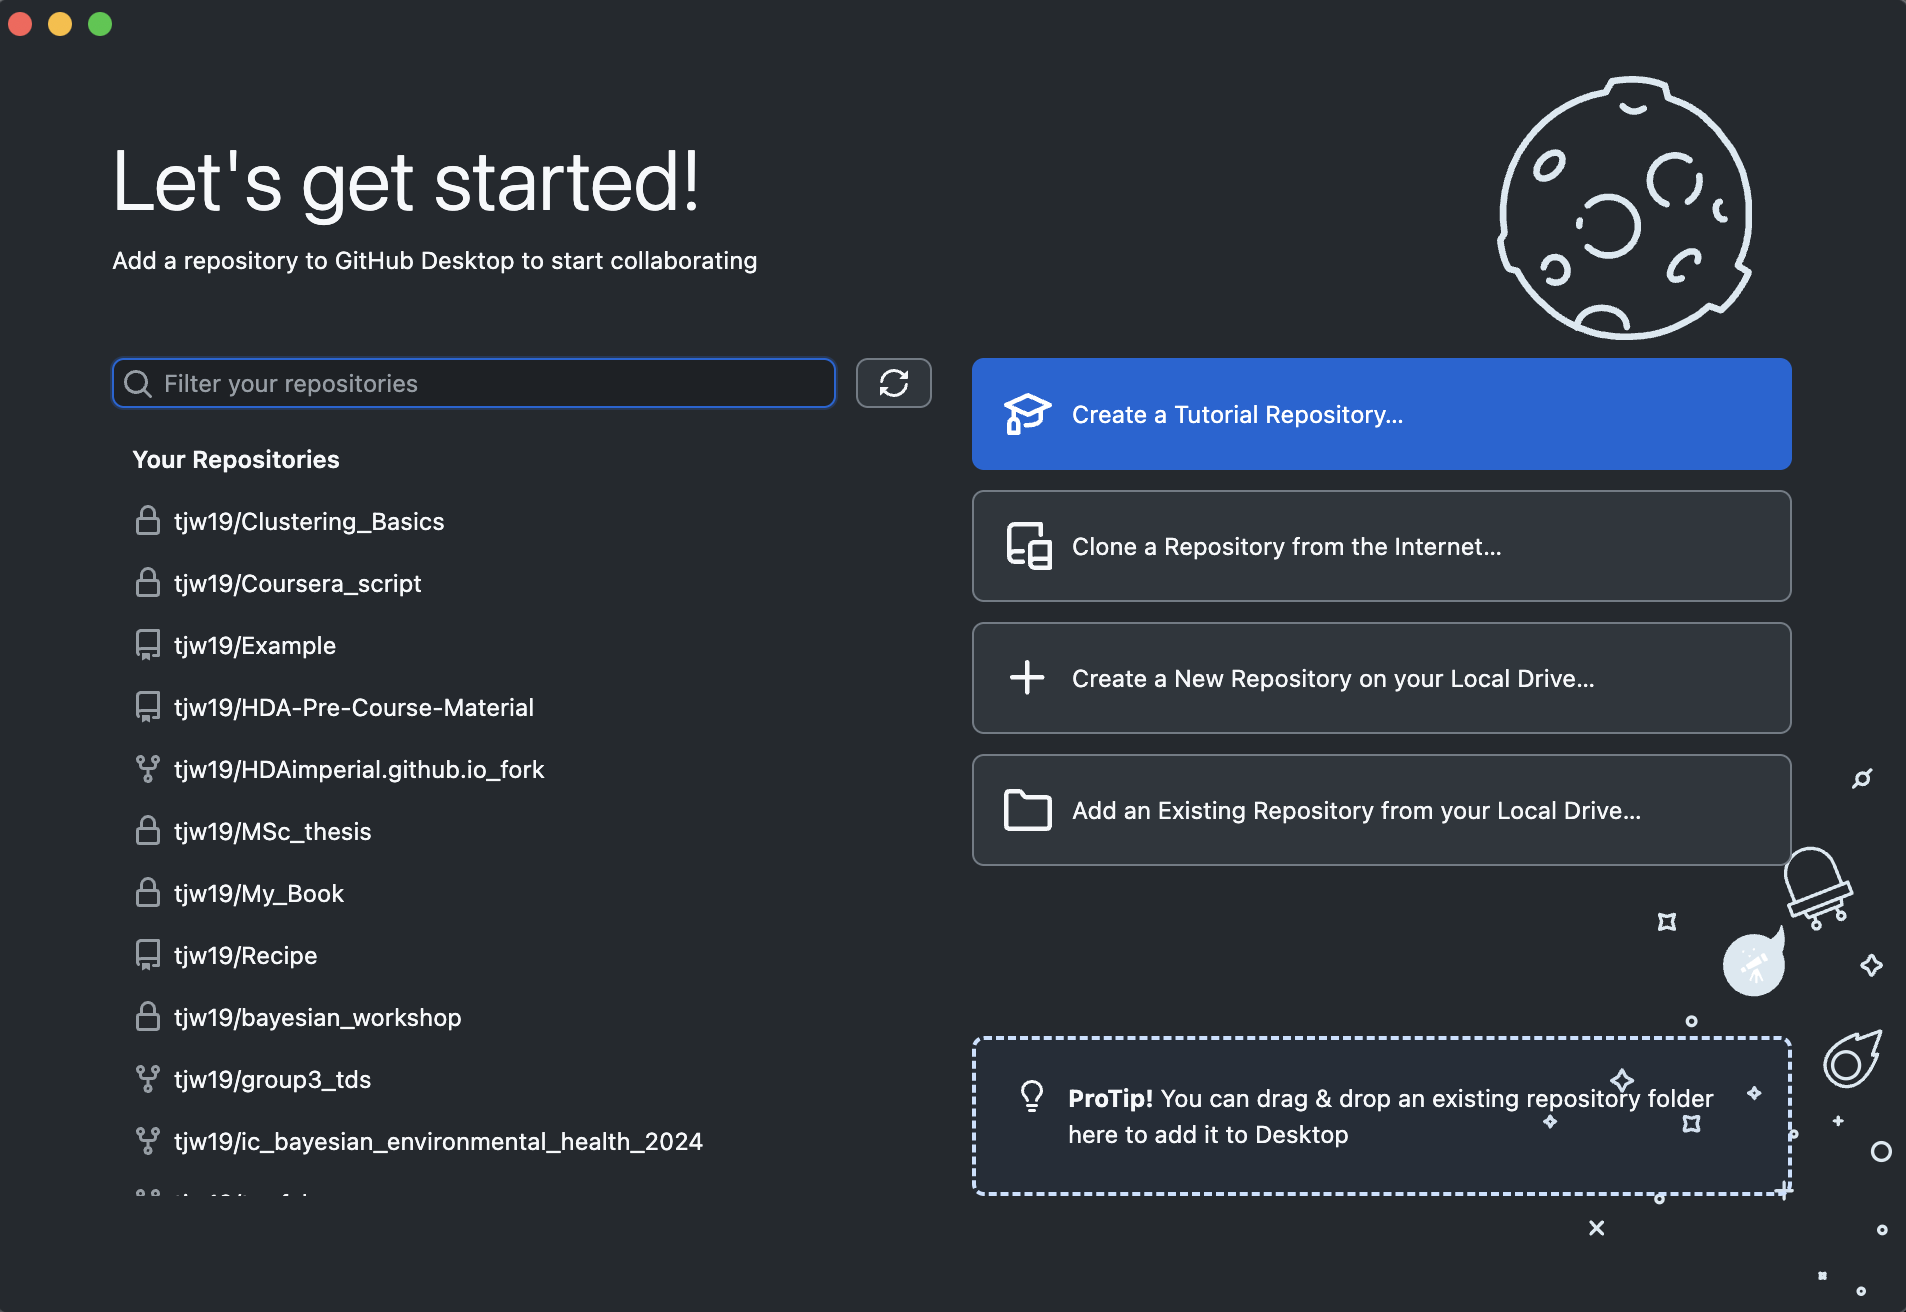 Let's get started!
Add a repository to GitHub Desktop to start collaborating
Filter your repositories
Your Repositories
tjw19/Clustering_Basics
tjw19/Coursera_script
tjw19/Example
tjw19/HDA-Pre-Course-Material
tjw19/HDAimperial.github.io_fork
tjw19/MSc_thesis
tjw19/My_Book
tjw19/Recipe
tjw19/bayesian_workshop
tjw19/group3_tds
tjw19/ic_bayesian_environmental_health_2024
Create a Tutorial Repository...
Clone a Repository from the Internet...
Create a New Repository on your Local Drive...
Add an Existing Repository from your Local Drive...
ProTip! You can drag & drop an existing repository folder
here to add it to Desktop